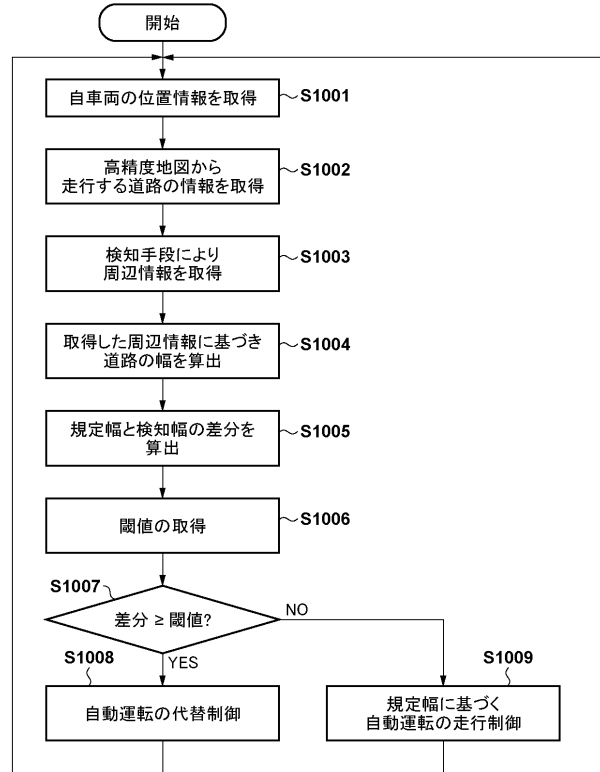 開始
自車両の位置情報を取得
S1001
高精度地図から
走行する道路の情報を取得
S1002
検知手段により
周辺情報を取得
S1003
取得した周辺情報に基づき
道路の幅を算出
S1004
規定幅と検知幅の差分を
算出
S1005
閾値の取得
S1006
S1007
差分 ≥ 閾値?
NO
YES
S1008
自動運転の代替制御
S1009
規定幅に基づく
自動運転の走行制御